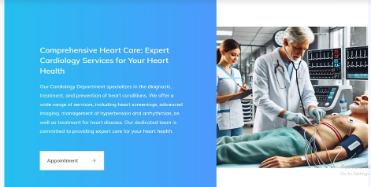 Comprehensive Heart Care: Expert
Cardiology Services for Your Heart
Health
Our Cardiology Department specializes in the diagnosis,
treatment, and prevention of heart conditions. We offer a
wide range of services, including heart screenings, advanced
imaging, management of hypertension and arrhythmias, as
well as treatment for heart disease. Our dedicated team is
committed to providing expert care for your heart health.
Appointment
Go to Settings